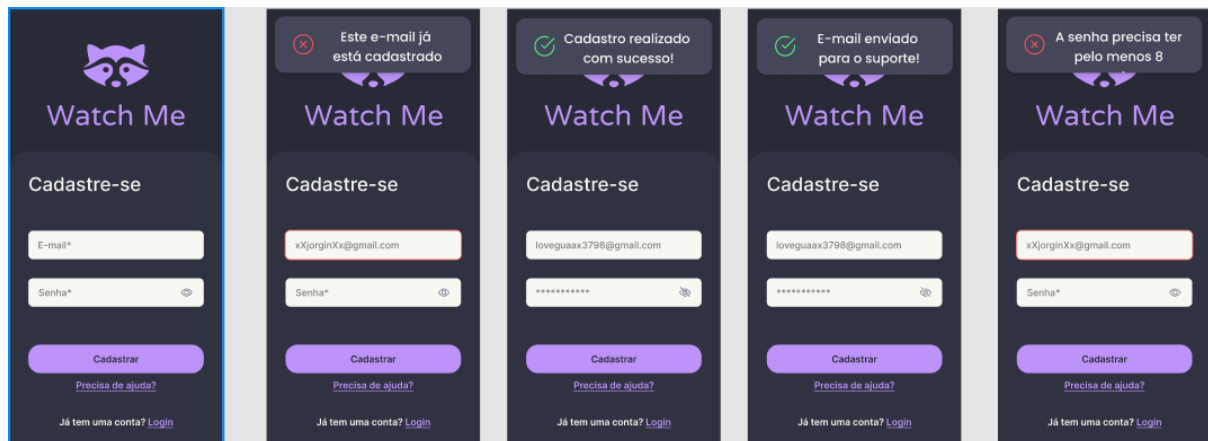 Watch Me
Cadastre-se
E-mail*
Senha*
Cadastrar
Precisa de ajuda?
Já tem uma conta? Login
Este e-mail já
está cadastrado
Watch Me
Cadastre-se
xXjorginXx@gmail.com
Senha*
Cadastrar
Precisa de ajuda?
Já tem uma conta? Login
Cadastro realizado
com sucesso!
Watch Me
Cadastre-se
loveguaax3798@gmail.com
***********
Cadastrar
Precisa de ajuda?
Já tem uma conta? Login
E-mail enviado
para o suporte!
Watch Me
Cadastre-se
loveguaax3798@gmail.com
***********
Cadastrar
Precisa de ajuda?
Já tem uma conta? Login
A senha precisa ter
pelo menos 8
Watch Me
Cadastre-se
xXjorginXx@gmail.com
Senha*
Cadastrar
Precisa de ajuda?
Já tem uma conta? Login